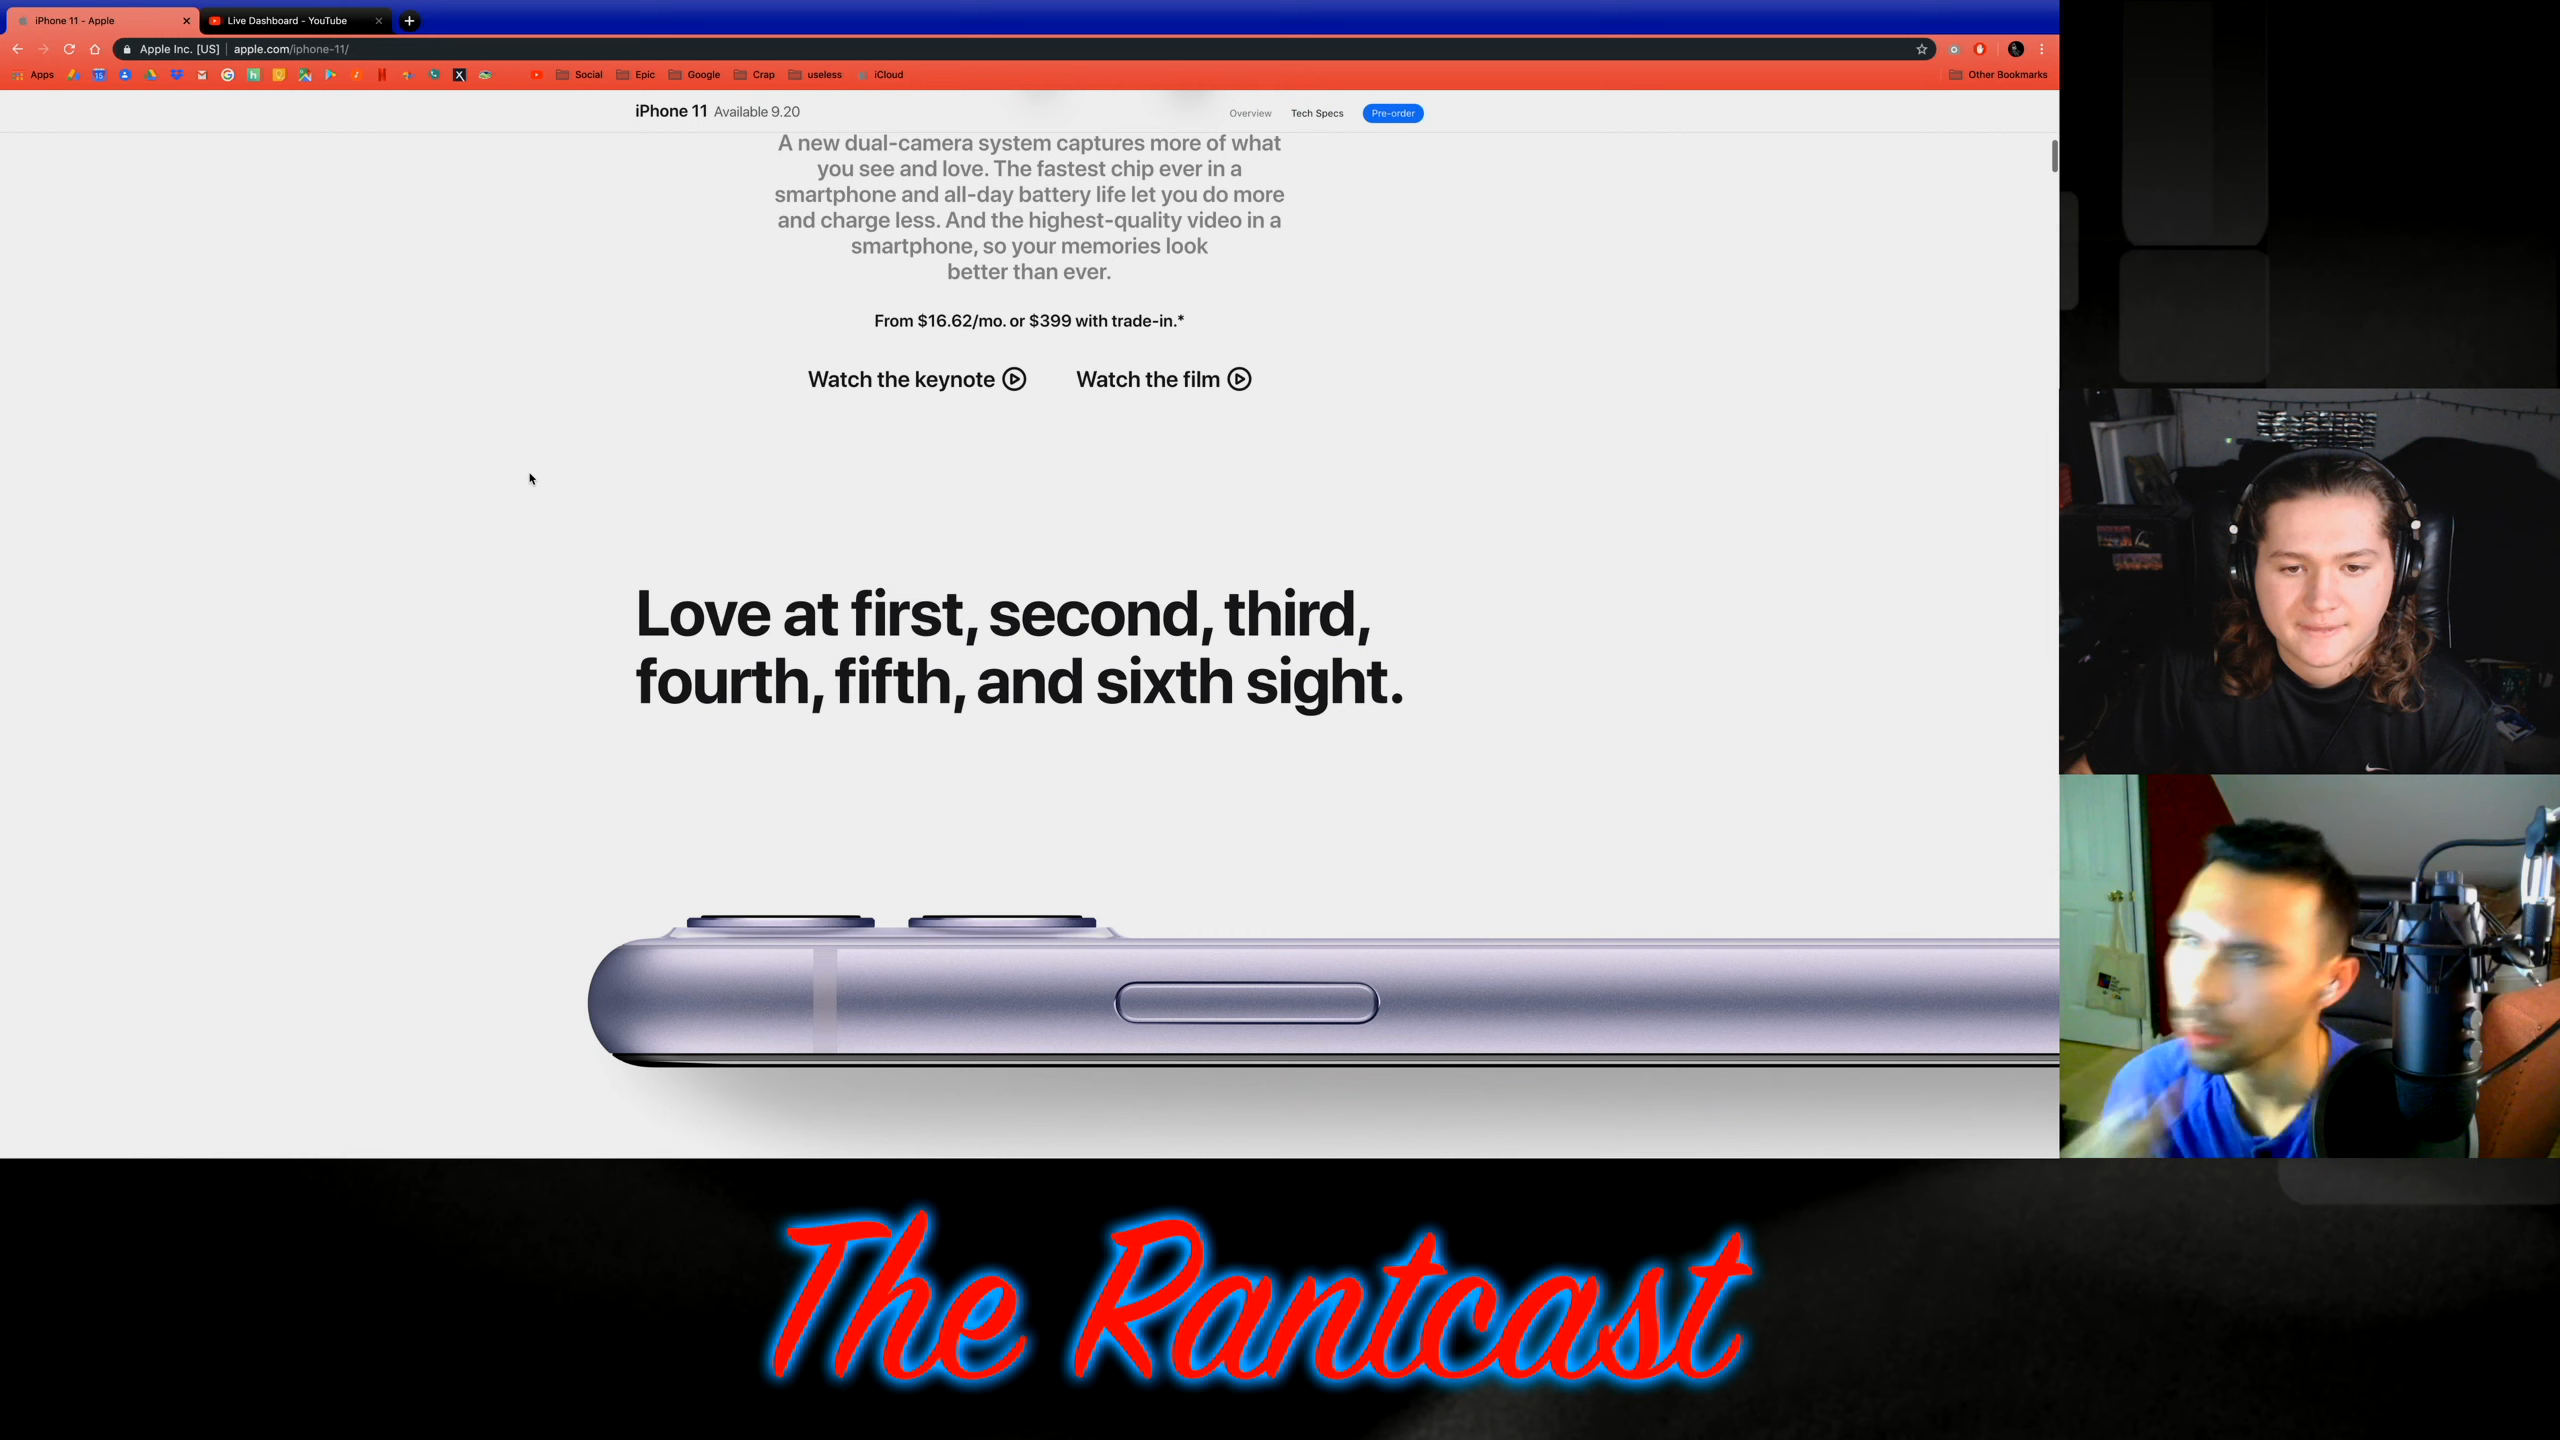 iPhone 11 - Apple
Live Dashboard - YouTube
Apple Inc. [US] | apple.com/iphone-11/
Apps
Social
Epic
Google
Crap
useless
iCloud
Other Bookmarks
iPhone 11 Available 9.20
Overview
Tech Specs
Pre-order
A new dual-camera system captures more of what
you see and love. The fastest chip ever in a
smartphone and all-day battery life let you do more
and charge less. And the highest-quality video in a
smartphone, so your memories look
better than ever.
From $16.62/mo. or $399 with trade-in.*
Watch the keynote
Watch the film
Love at first, second, third,
fourth, fifth, and sixth sight.
The Rantcast